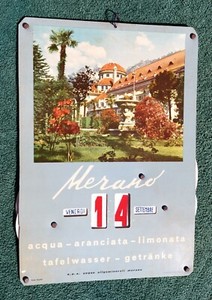 Merano
VENERDI 14 SETTEMBRE
acqua – aranciata – limonata
tafelwasser – getränke